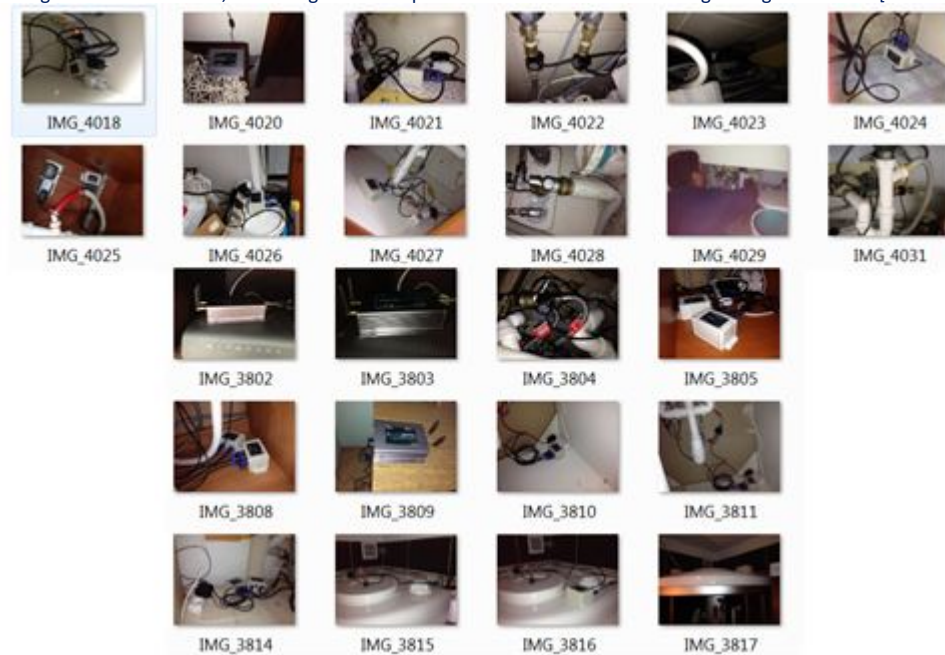 IMG_4018 IMG_4020 IMG_4021 IMG_4022 IMG_4023 IMG_4024
IMG_4025 IMG_4026 IMG_4027 IMG_4028 IMG_4029 IMG_4031
IMG_3802 IMG_3803 IMG_3804 IMG_3805
IMG_3808 IMG_3809 IMG_3810 IMG_3811
IMG_3814 IMG_3815 IMG_3816 IMG_3817